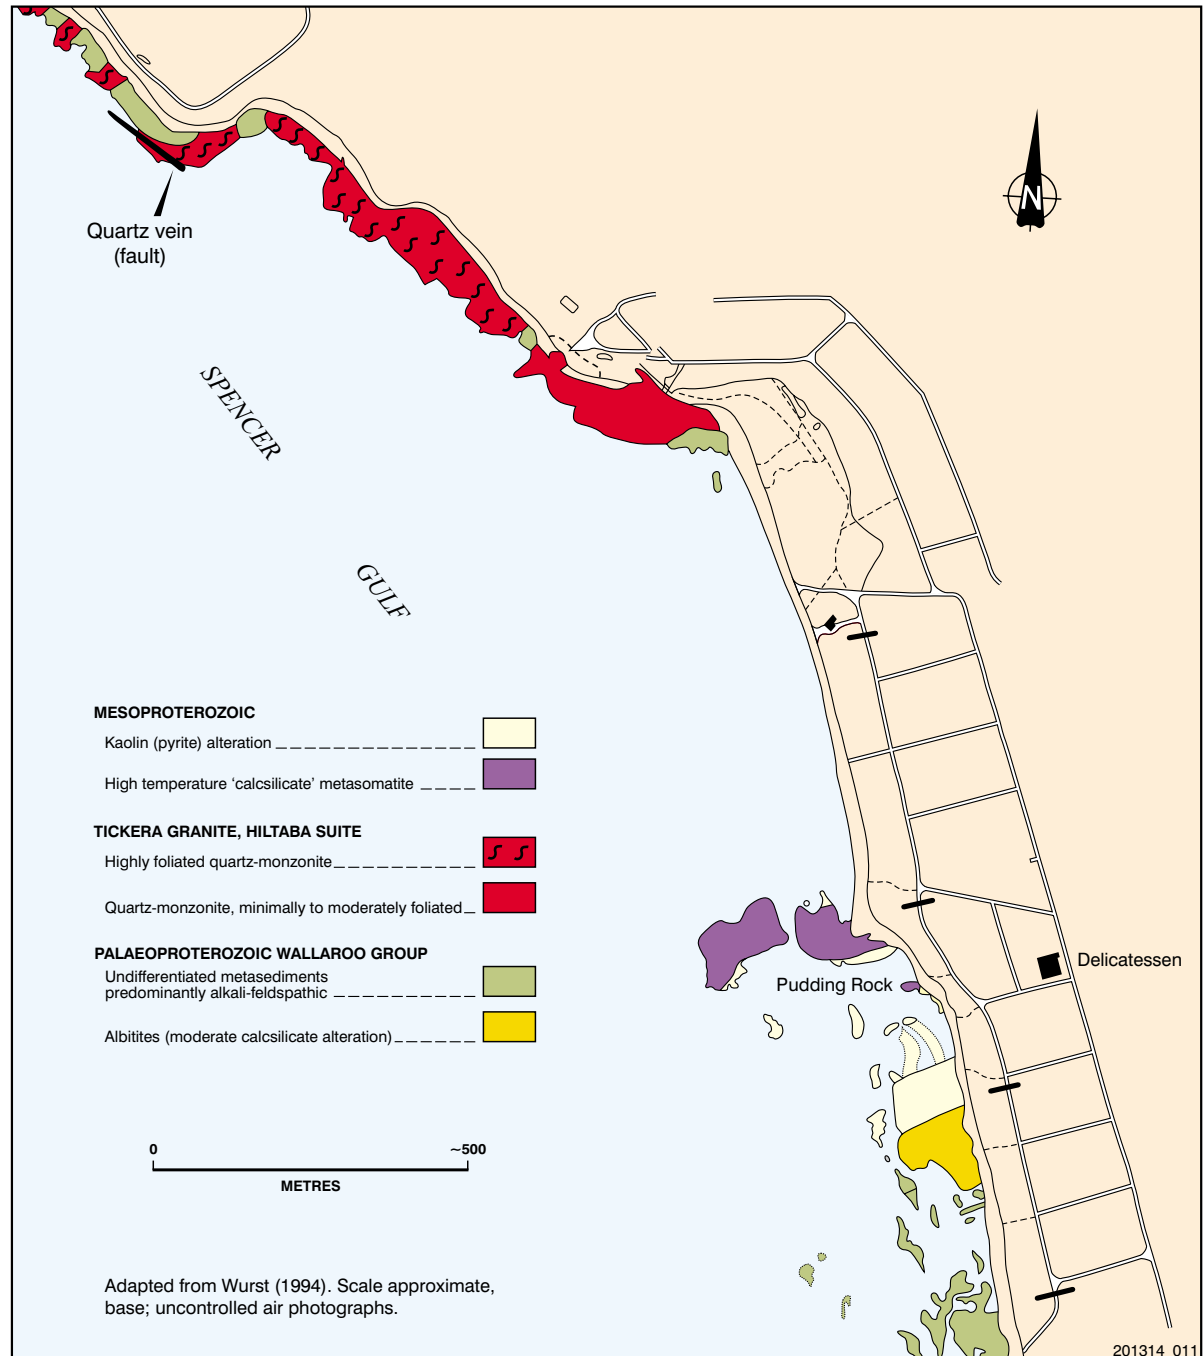 N
Quartz vein
(fault)
SPENCER
GULF
MESOPROTEROZOIC
Kaolin (pyrite) alteration
High temperature ‘calcsilicate’ metasomatite
TICKERA GRANITE, HILTABA SUITE
Highly foliated quartz-monzonite
Quartz-monzonite, minimally to moderately foliated
PALAEOPROTEROZOIC WALLAROO GROUP
Undifferentiated metasediments
predominantly alkali-feldspathic
Albitites (moderate calcsilicate alteration)
Delicatessen
Pudding Rock
0 ~500
METRES
Adapted from Wurst (1994). Scale approximate,
base; uncontrolled air photographs.
201314_011